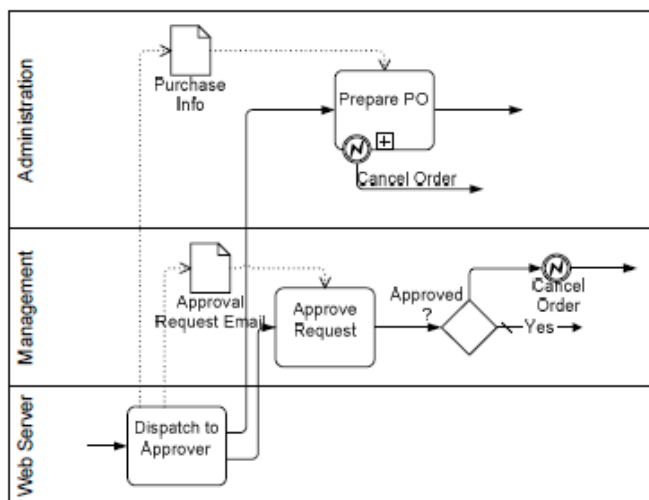 Administration
Purchase
Info
Prepare PO
Cancel Order
Management
Approval
Request Email
Approve
Request
Approved
?
Cancel
Order
Yes
Web Server
Dispatch to
Approver